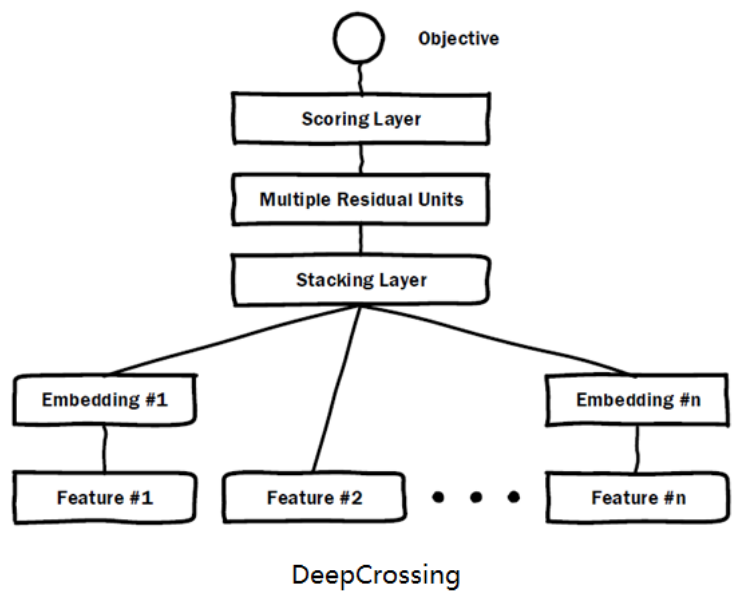 Objective
Scoring Layer
Multiple Residual Units
Stacking Layer
Embedding #1
Embedding #n
Feature #1
Feature #2
Feature #n
DeepCrossing